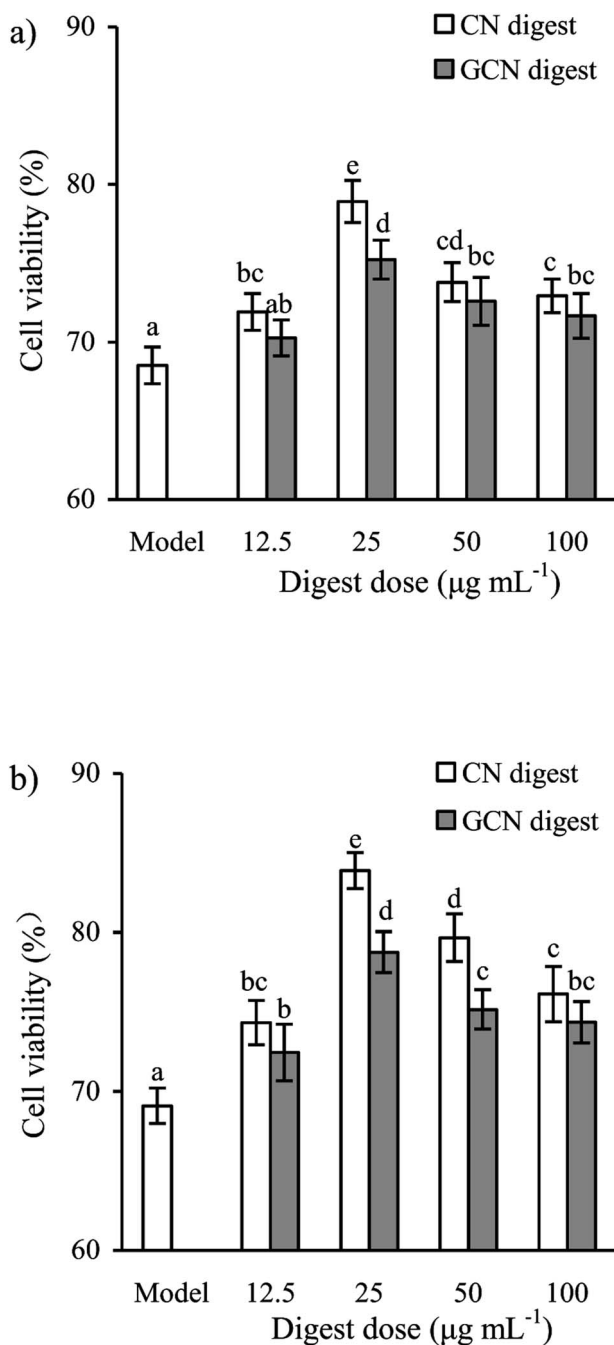 a)
90
80
70
60
Cell viability (%)
CN digest
GCN digest
a
bc
ab
e
d
cd
bc
c
bc
Model 12.5 25 50 100
Digest dose (μg mL⁻¹)
b)
90
80
70
60
Cell viability (%)
CN digest
GCN digest
a
bc
b
e
d
d
c
c
bc
Model 12.5 25 50 100
Digest dose (μg mL⁻¹)